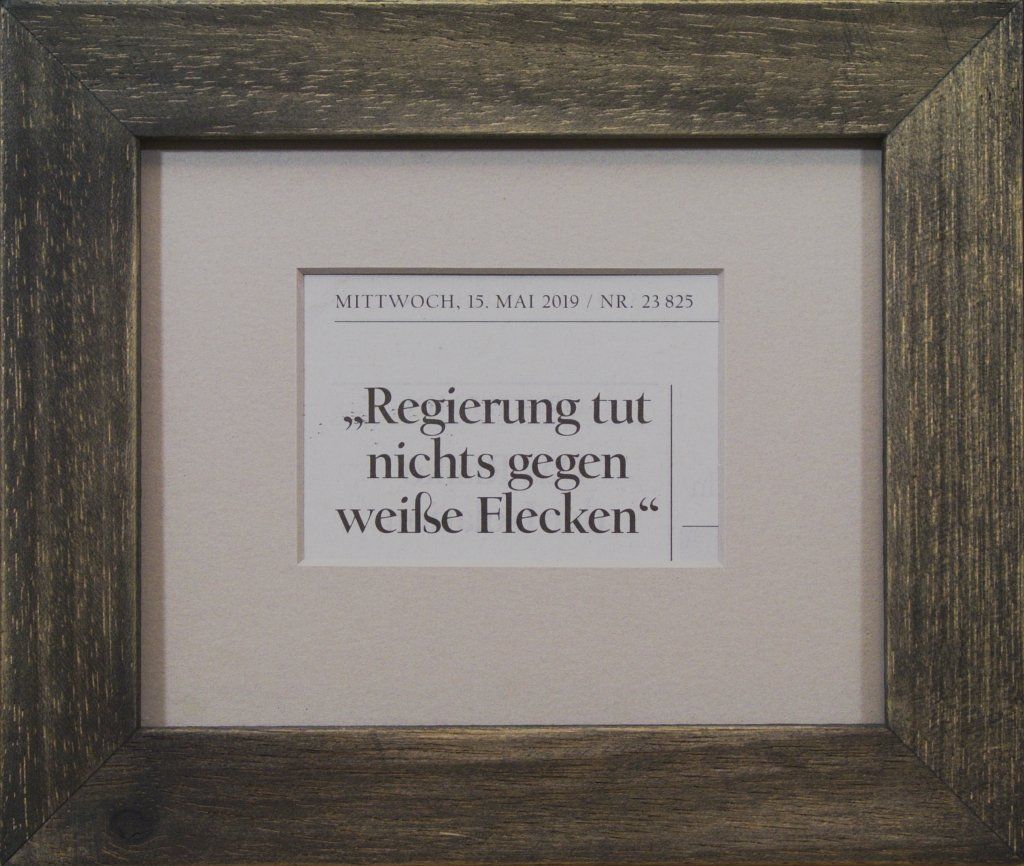 MITTWOCH, 15. MAI 2019 / NR. 23 825
„Regierung tut
nichts gegen
weiße Flecken“